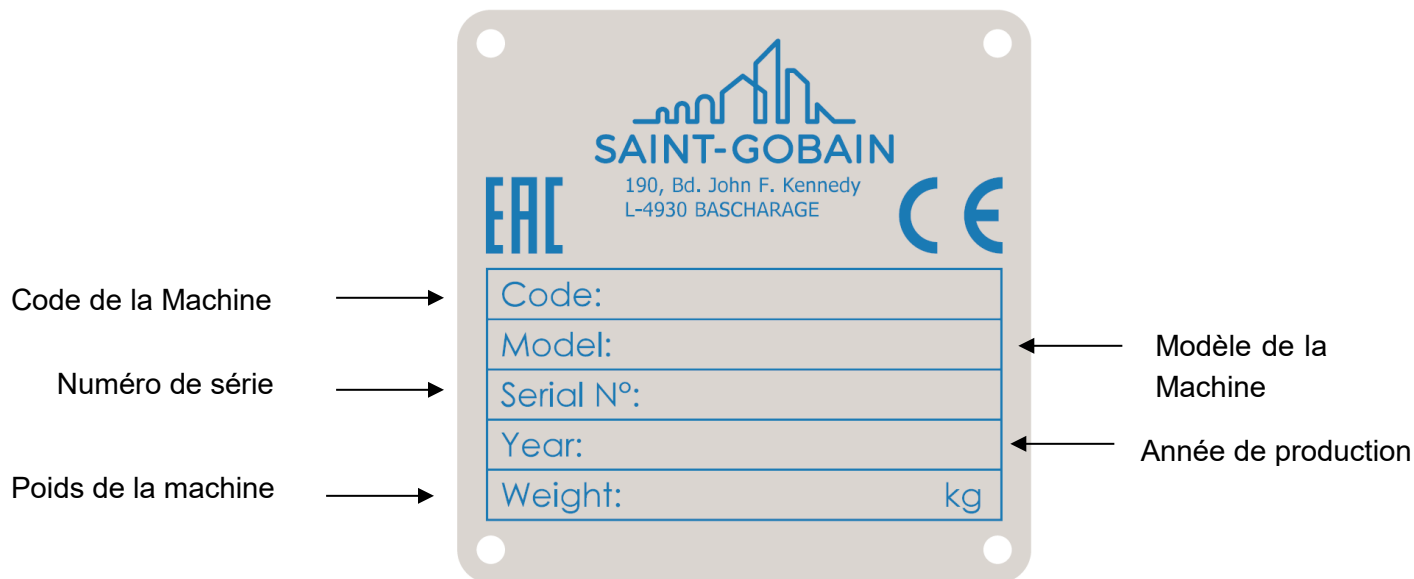 SAINT-GOBAIN
EAC
190, Bd. John F. Kennedy
L-4930 BASCHARAGE
CE
Code de la Machine
Code:
Model:
Modèle de la
Machine
Numéro de série
Serial N°:
Year:
Année de production
Poids de la machine
Weight: kg